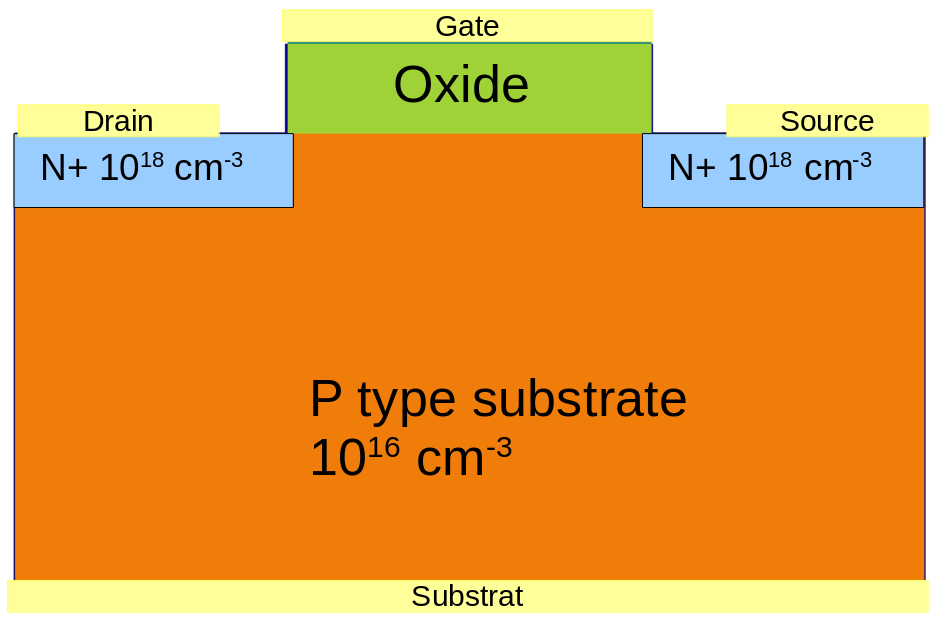 Gate
Oxide
Drain
Source
N+ 10¹⁸ cm⁻³
N+ 10¹⁸ cm⁻³
P type substrate
10¹⁶ cm⁻³
Substrat